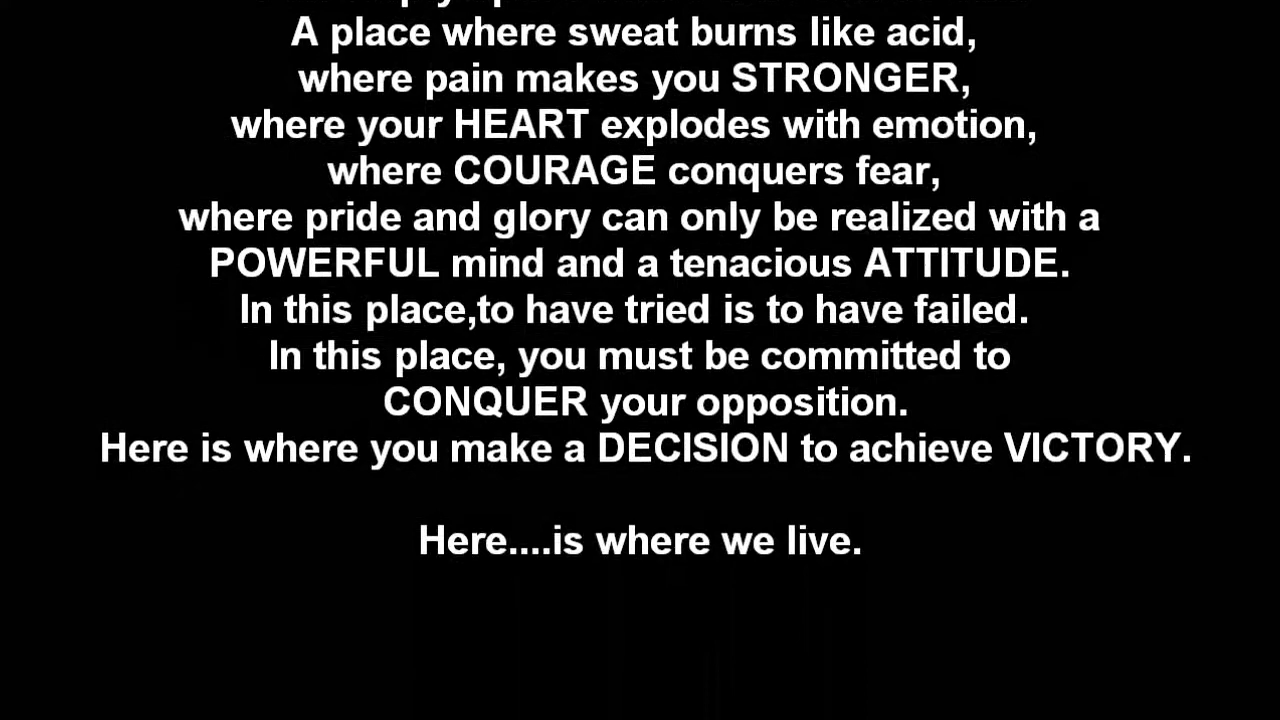 A place where sweat burns like acid,
where pain makes you STRONGER,
where your HEART explodes with emotion,
where COURAGE conquers fear,
where pride and glory can only be realized with a
POWERFUL mind and a tenacious ATTITUDE.
In this place,to have tried is to have failed.
In this place, you must be committed to
CONQUER your opposition.
Here is where you make a DECISION to achieve VICTORY.
Here....is where we live.